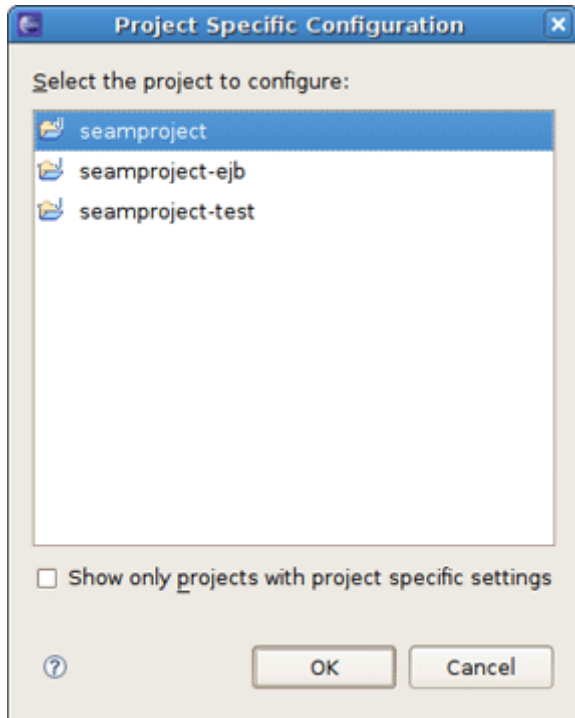 Project Specific Configuration
Select the project to configure:
seamproject
seamproject-ejb
seamproject-test
Show only projects with project specific settings
OK
Cancel